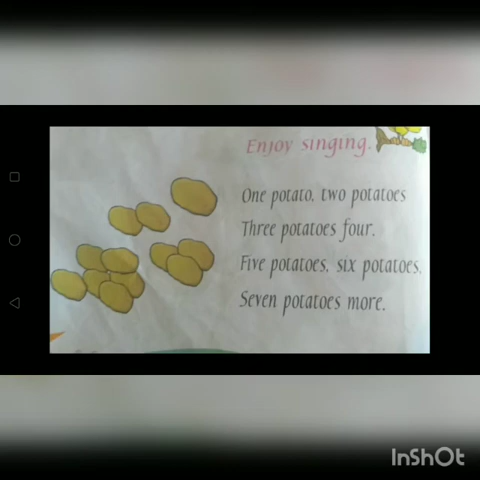 Enjoy singing.
One potato, two potatoes
Three potatoes four.
Five potatoes, six potatoes,
Seven potatoes more.
InShOt